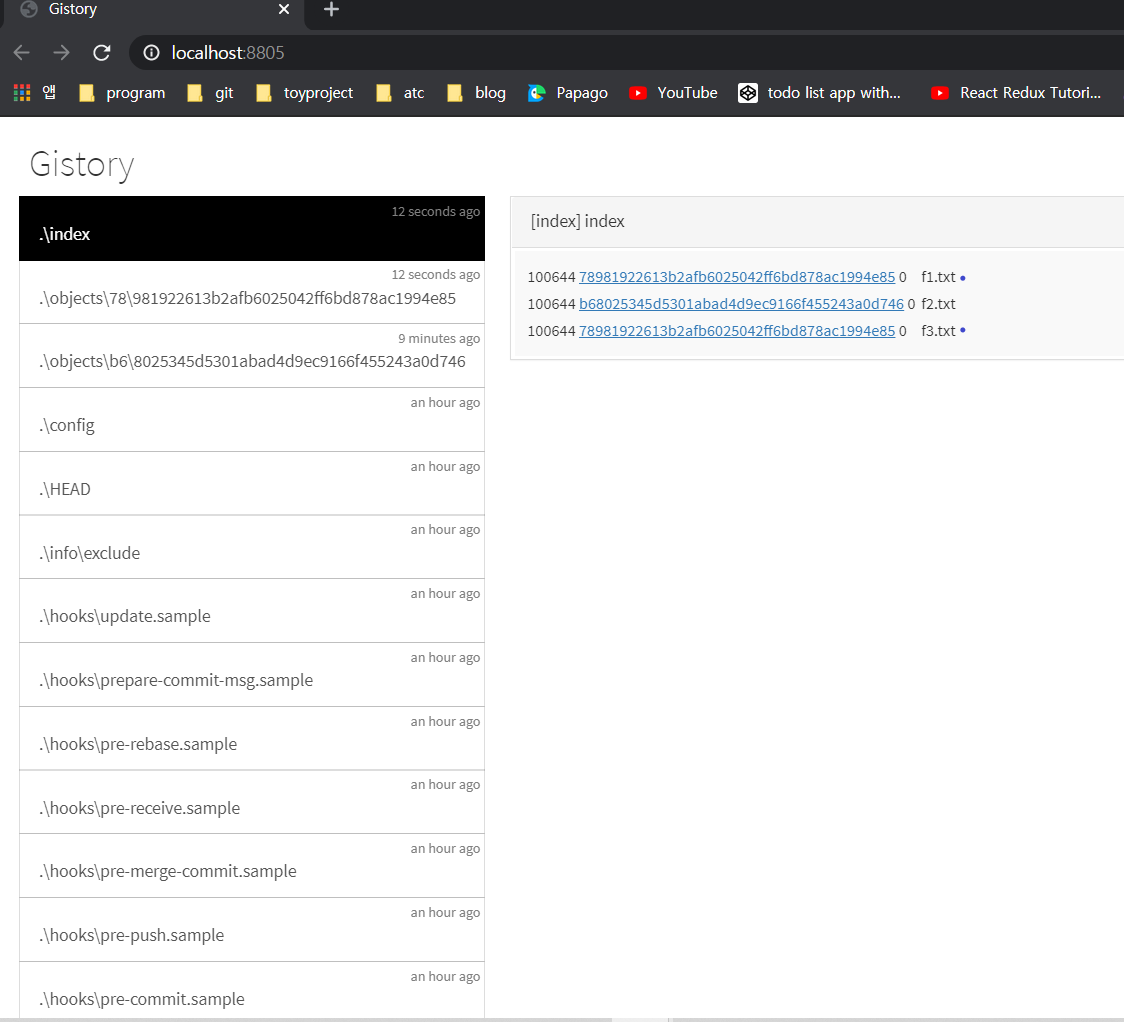 Gistory
localhost:8805
앱 program git toyproject atc blog Papago YouTube todo list app with... React Redux Tutori...
Gistory
12 seconds ago
.\index
12 seconds ago
.\objects\78\981922613b2afb6025042ff6bd878ac1994e85
9 minutes ago
.\objects\b6\8025345d5301abad4d9ec9166f455243a0d746
an hour ago
.\config
an hour ago
.\HEAD
an hour ago
.\info\exclude
an hour ago
.\hooks\update.sample
an hour ago
.\hooks\prepare-commit-msg.sample
an hour ago
.\hooks\pre-rebase.sample
an hour ago
.\hooks\pre-receive.sample
an hour ago
.\hooks\pre-merge-commit.sample
an hour ago
.\hooks\pre-push.sample
an hour ago
.\hooks\pre-commit.sample
[index] index
100644 78981922613b2afb6025042ff6bd878ac1994e85 0 f1.txt
100644 b68025345d5301abad4d9ec9166f455243a0d746 0 f2.txt
100644 78981922613b2afb6025042ff6bd878ac1994e85 0 f3.txt